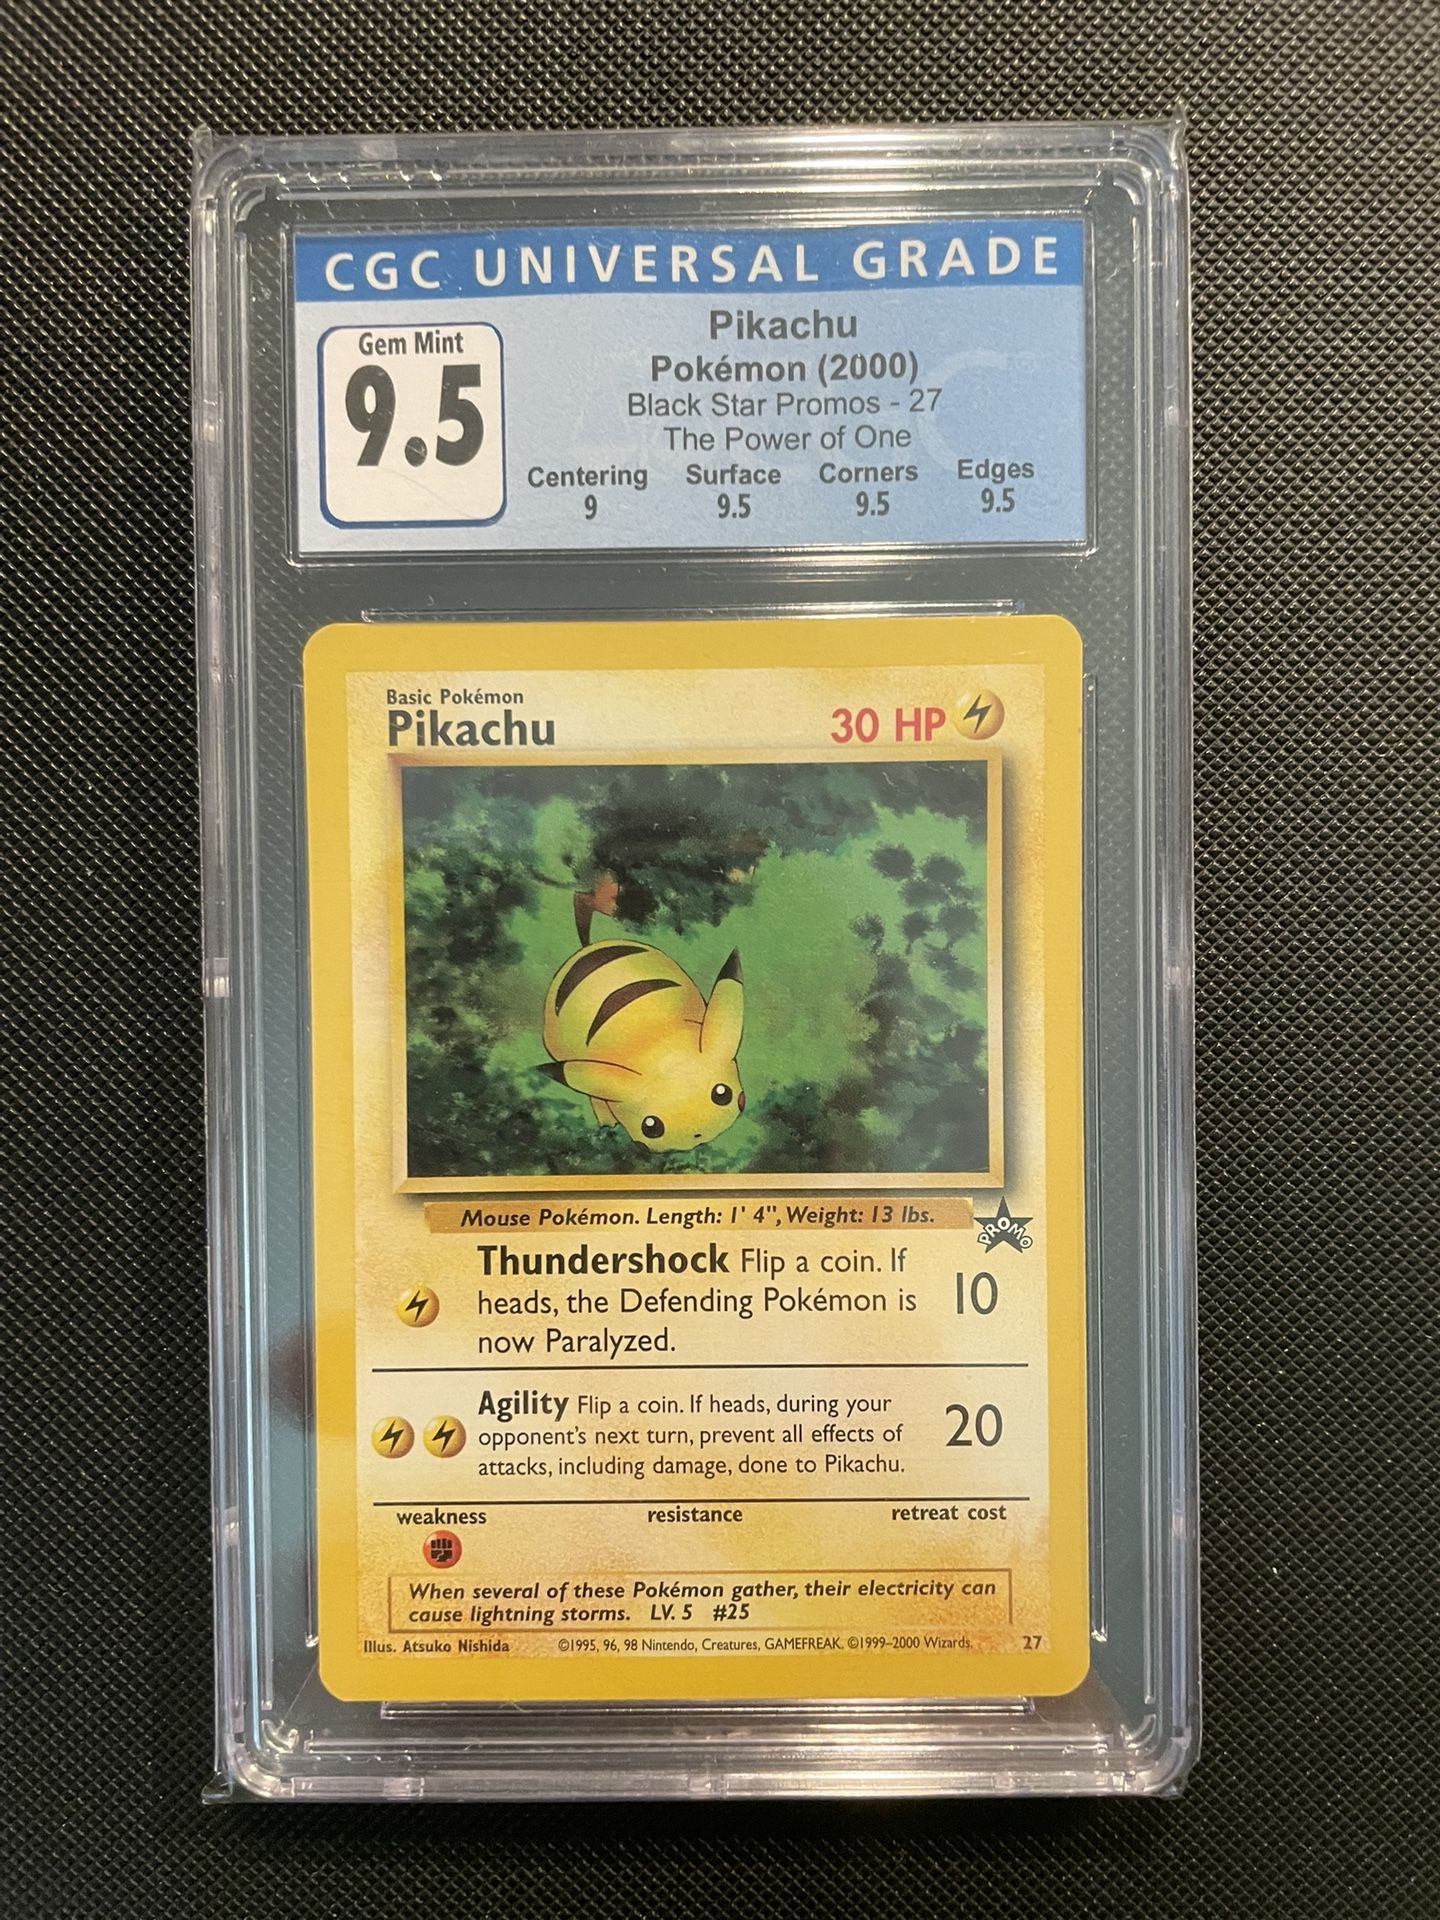 CGC UNIVERSAL GRADE
Gem Mint
9.5
Pikachu
Pokémon (2000)
Black Star Promos - 27
The Power of One
Centering Surface Corners Edges
9 9.5 9.5 9.5
Basic Pokémon
Pikachu 30 HP
Mouse Pokémon. Length: 1' 4", Weight: 13 lbs.
PROMO
Thundershock Flip a coin. If
heads, the Defending Pokémon is 10
now Paralyzed.
Agility Flip a coin. If heads, during your
opponent's next turn, prevent all effects of 20
attacks, including damage, done to Pikachu.
weakness resistance retreat cost
When several of these Pokémon gather, their electricity can
cause lightning storms. LV. 5 #25
Illus. Atsuko Nishida ©1995, 96, 98 Nintendo, Creatures, GAMEFREAK. ©1999–2000 Wizards. 27